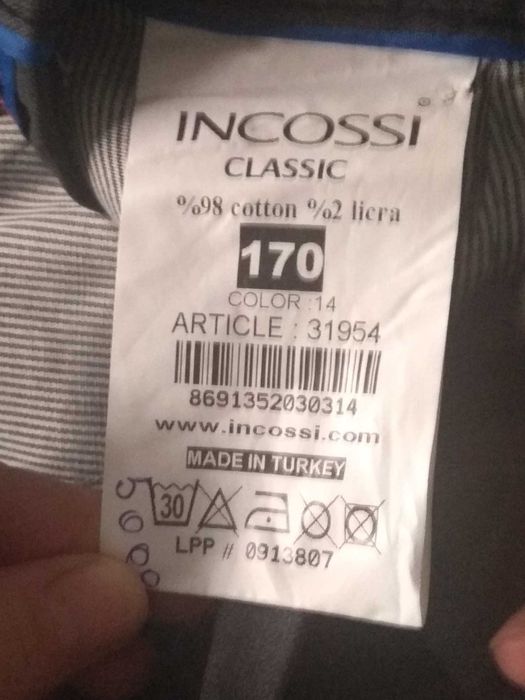 INCOSSI ®
CLASSIC
%98 cotton %2 licra
170
COLOR :14
ARTICLE : 31954
8691352030314
www.incossi.com
MADE IN TURKEY
30
LPP # 0913807